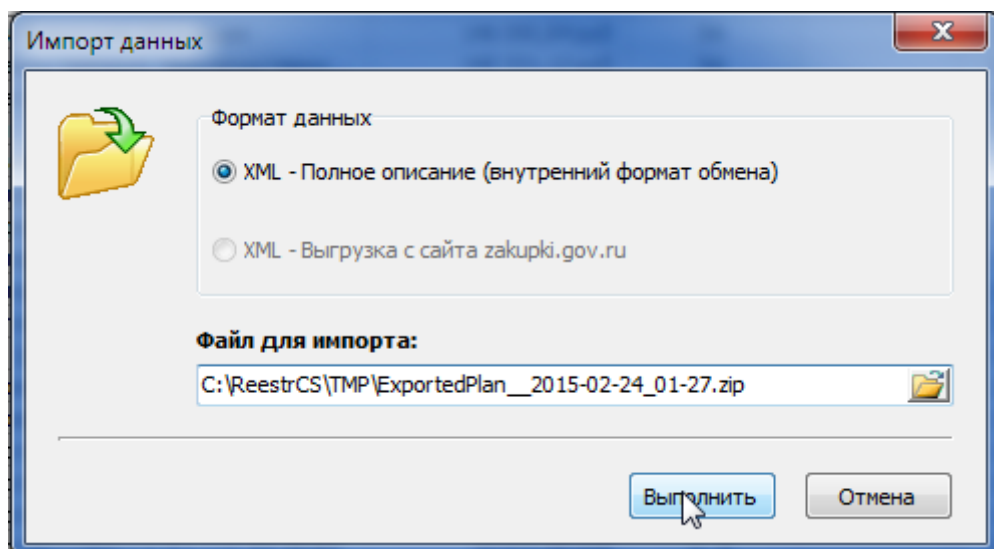 Импорт данных
Формат данных
XML - Полное описание (внутренний формат обмена)
XML - Выгрузка с сайта zakupki.gov.ru
Файл для импорта:
C:\ReestrCS\TMP\ExportedPlan__2015-02-24_01-27.zip
Выполнить Отмена